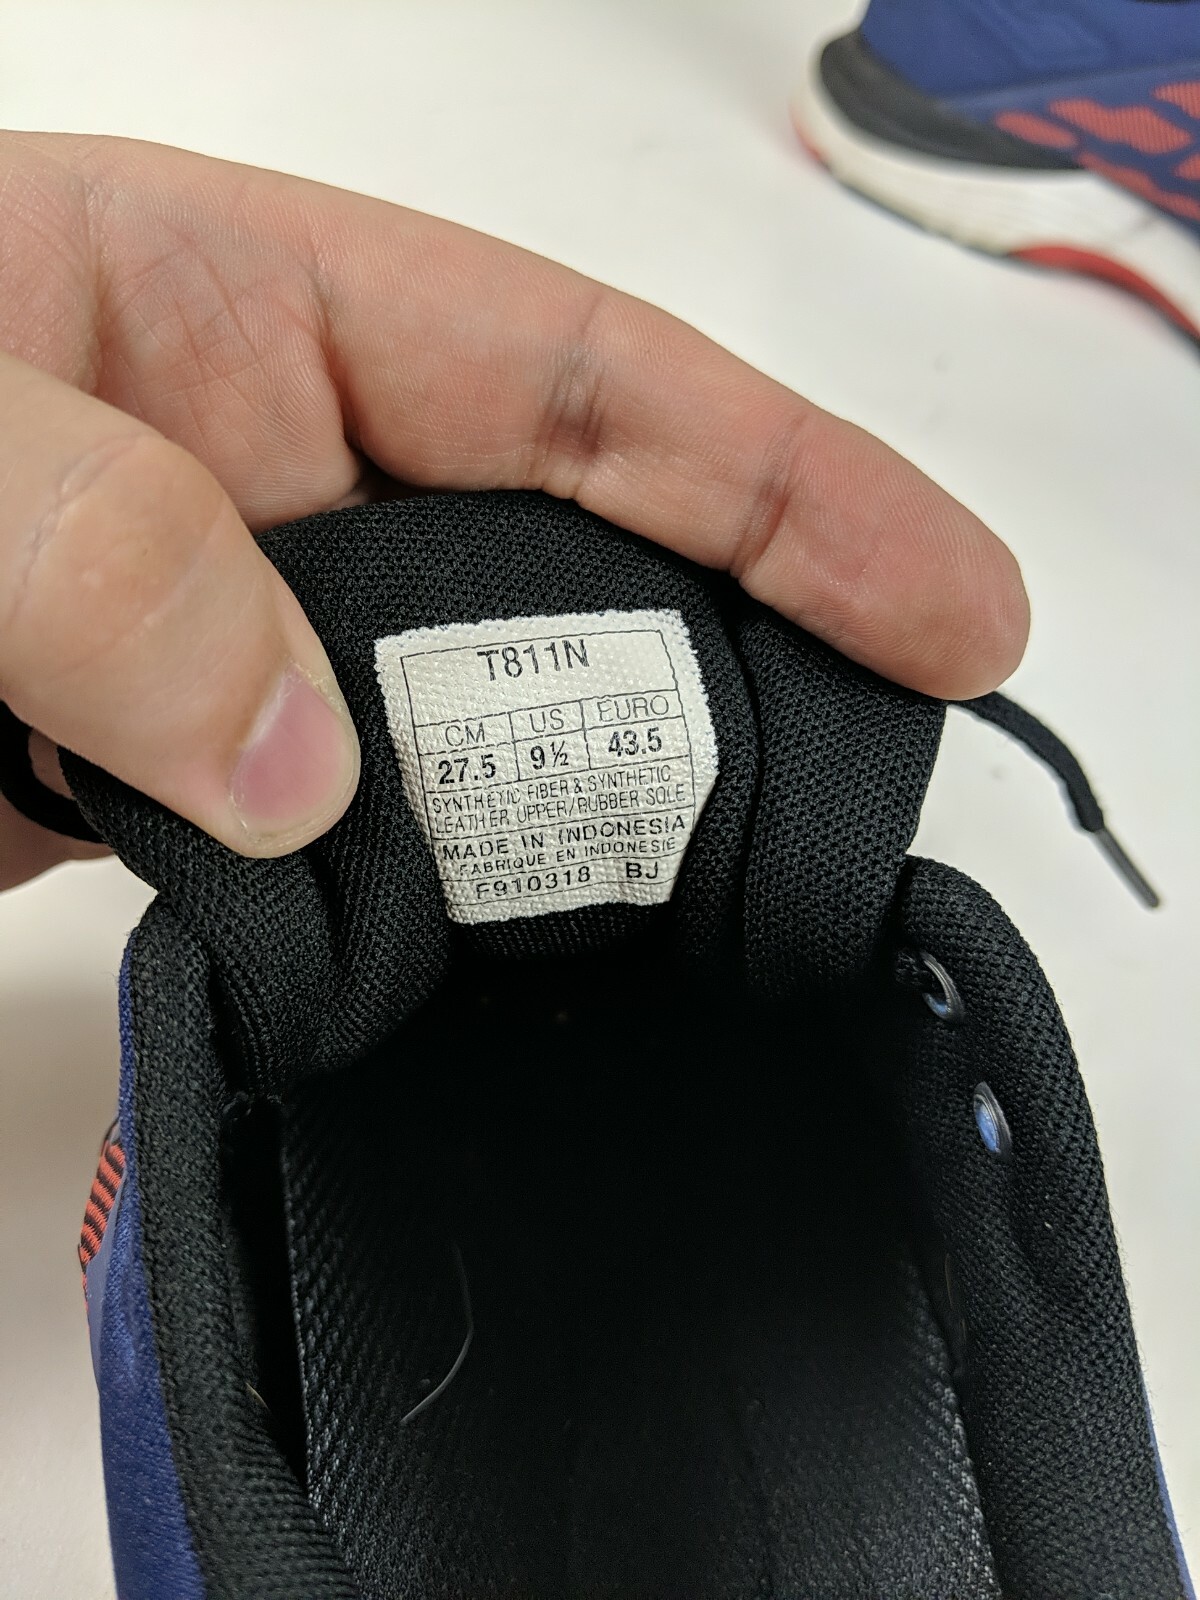 T811N
CM US EURO
27.5 9½ 43.5
SYNTHETIC FIBER & SYNTHETIC
LEATHER UPPER/RUBBER SOLE
MADE IN INDONESIA
FABRIQUE EN INDONESIE
F910318 BJ